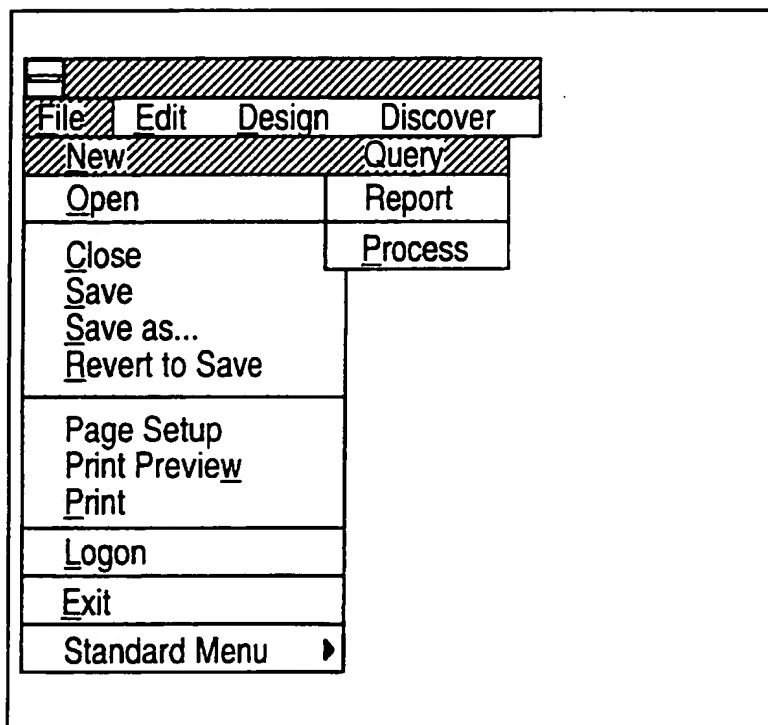 File Edit Design Discover
New Query
Open Report
Close Process
Save
Save as...
Revert to Save
Page Setup
Print Preview
Print
Logon
Exit
Standard Menu